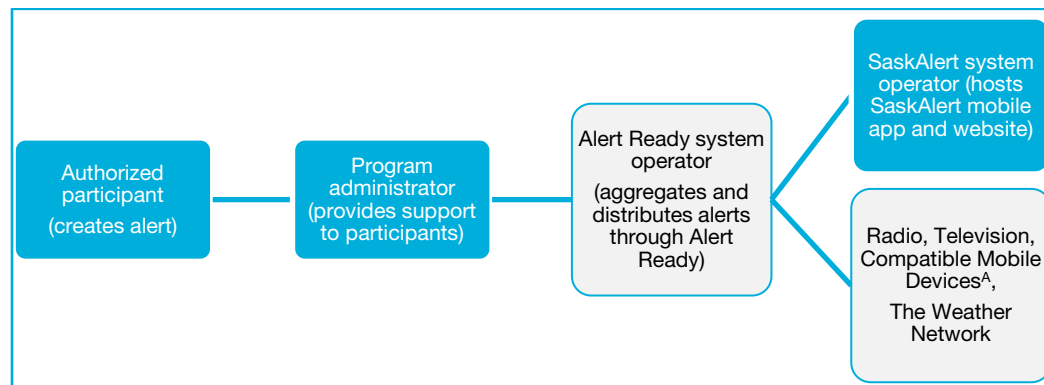 Authorized
participant
(creates alert)
Program
administrator
(provides support
to participants)
Alert Ready system
operator
(aggregates and
distributes alerts
through Alert
Ready)
SaskAlert system
operator (hosts
SaskAlert mobile
app and website)
Radio, Television,
Compatible Mobile
Devicesᴬ,
The Weather
Network